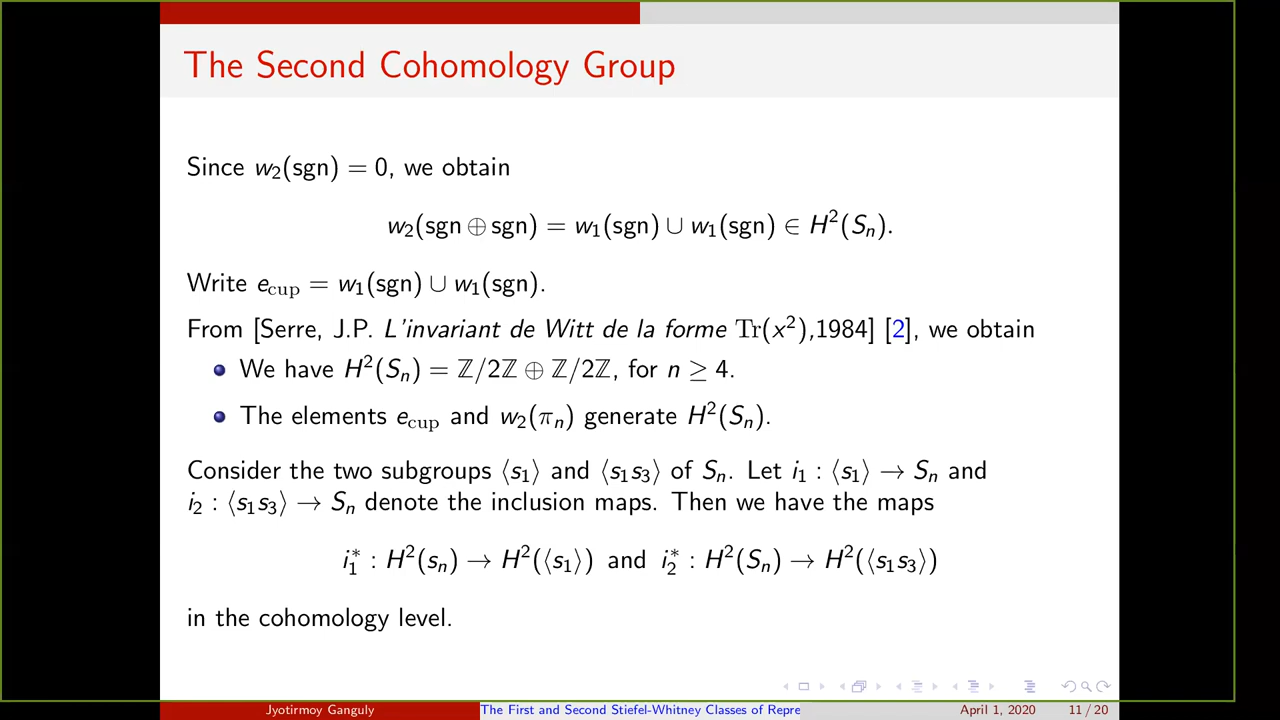 The Second Cohomology Group
Since w₂(sgn) = 0, we obtain
w₂(sgn ⊕ sgn) = w₁(sgn) ∪ w₁(sgn) ∈ H²(Sₙ).
Write e_cup = w₁(sgn) ∪ w₁(sgn).
From [Serre, J.P. L'invariant de Witt de la forme Tr(x²),1984] [2], we obtain
We have H²(Sₙ) = ℤ/2ℤ ⊕ ℤ/2ℤ, for n ≥ 4.
The elements e_cup and w₂(πₙ) generate H²(Sₙ).
Consider the two subgroups ⟨s₁⟩ and ⟨s₁s₃⟩ of Sₙ. Let i₁ : ⟨s₁⟩ → Sₙ and
i₂ : ⟨s₁s₃⟩ → Sₙ denote the inclusion maps. Then we have the maps
i₁* : H²(sₙ) → H²(⟨s₁⟩) and i₂* : H²(Sₙ) → H²(⟨s₁s₃⟩)
in the cohomology level.
Jyotirmoy Ganguly The First and Second Stiefel-Whitney Classes of Repre April 1, 2020 11 / 20